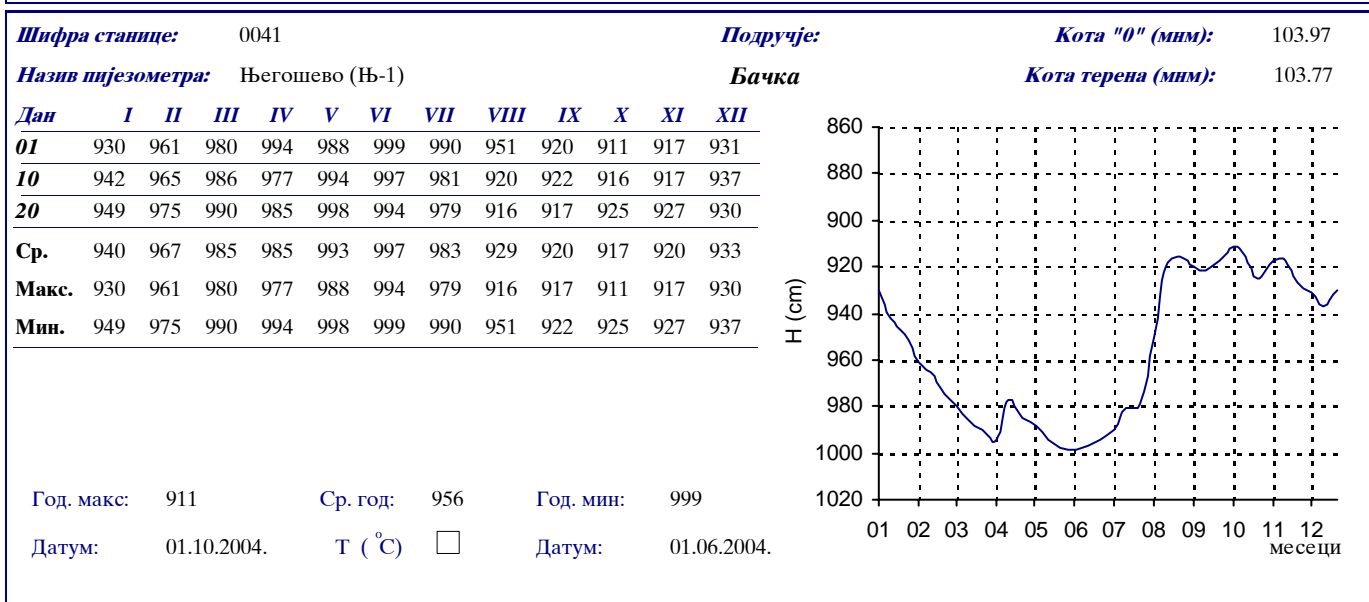 Шифра станице: 0041 Подручје: Кота "0" (мнм): 103.97
Назив пијезометра: Његошево (Њ-1) Бачка Кота терена (мнм): 103.77
Дан I II III IV V VI VII VIII IX X XI XII
01 930 961 980 994 988 999 990 951 920 911 917 931
10 942 965 986 977 994 997 981 920 922 916 917 937
20 949 975 990 985 998 994 979 916 917 925 927 930
Ср. 940 967 985 985 993 997 983 929 920 917 920 933
Макс. 930 961 980 977 988 994 979 916 917 911 917 930
Мин. 949 975 990 994 998 999 990 951 922 925 927 937
Год. макс: 911 Ср. год: 956 Год. мин: 999
Датум: 01.10.2004. Т ( °C) Датум: 01.06.2004.
H (cm)
860
880
900
920
940
960
980
1000
1020
01 02 03 04 05 06 07 08 09 10 11 12
месеци